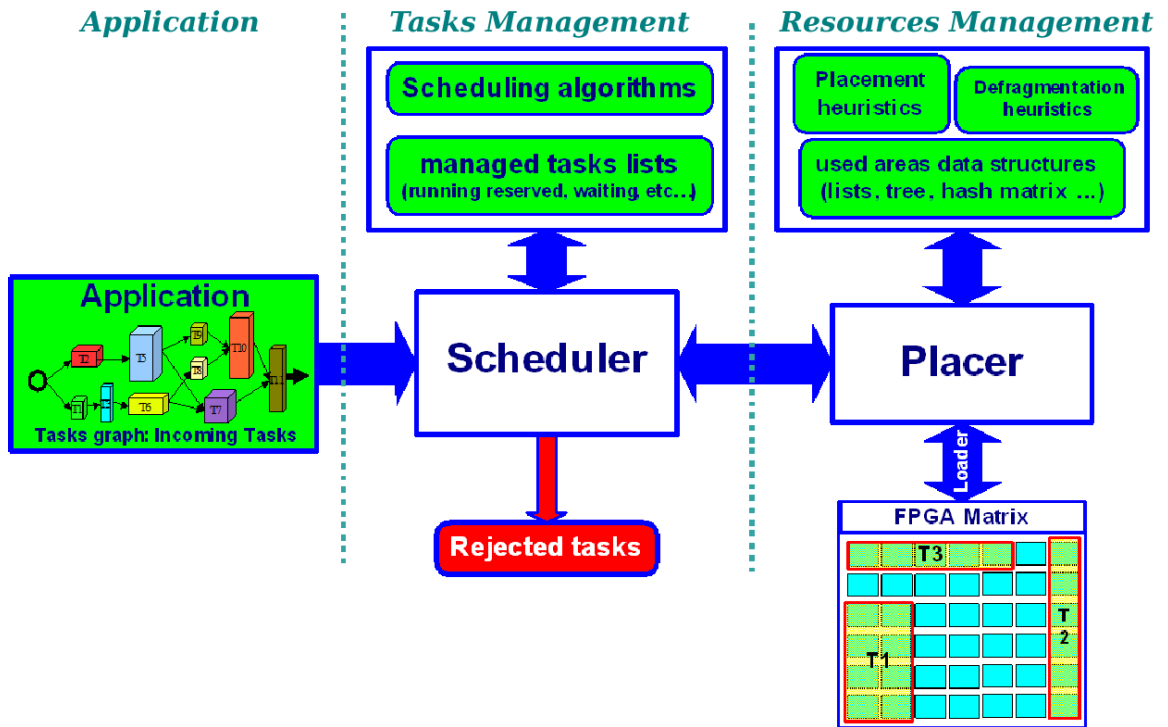 Application
Tasks Management
Resources Management
Scheduling algorithms
managed tasks lists
(running reserved, waiting, etc...)
Placement
heuristics
Defragmentation
heuristics
used areas data structures
(lists, tree, hash matrix ...)
Application
T2
T5
T9
T8
T10
T11
T1
T3
T6
T7
Tasks graph: Incoming Tasks
Scheduler
Placer
Loader
Rejected tasks
FPGA Matrix
T3
T1
T
2